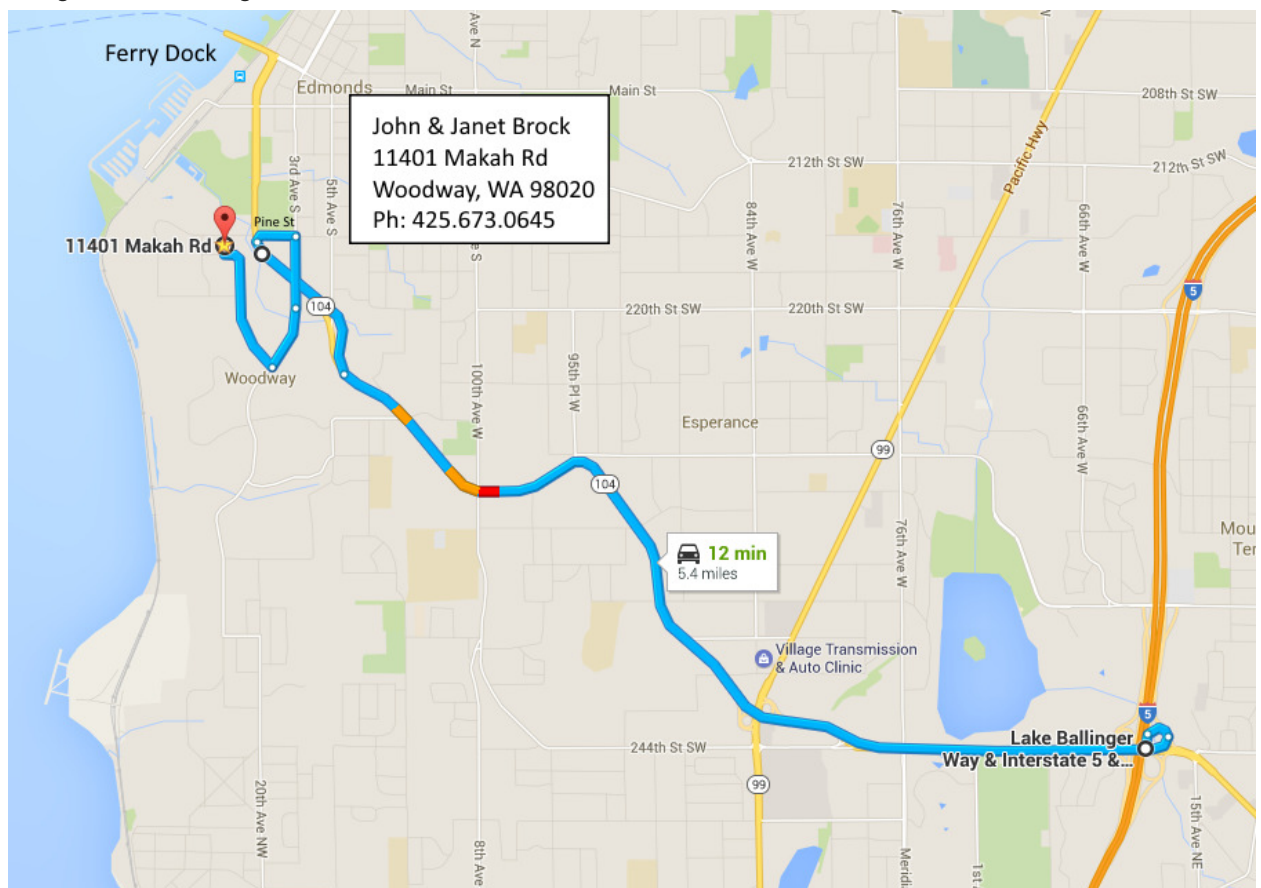 Ferry Dock
Edmonds
Main St
Main St
208th St SW
Ave N
John & Janet Brock
11401 Makah Rd
Woodway, WA 98020
Ph: 425.673.0645
Pacific Hwy
212th St SW
212th St SW
3rd Ave S
5th Ave S
Ave S
84th Ave W
76th Ave W
66th Ave W
Pine St
11401 Makah Rd
5
104
220th St SW
220th St SW
Woodway
100th Ave W
95th Pl W
Esperance
66th Ave W
99
104
76th Ave W
Mou
Ter
12 min
5.4 miles
Village Transmission
& Auto Clinic
5
Lake Ballinger
Way & Interstate 5 &...
244th St SW
99
20th Ave NW
8th Ave
Meridi
1st a
15th Ave NE